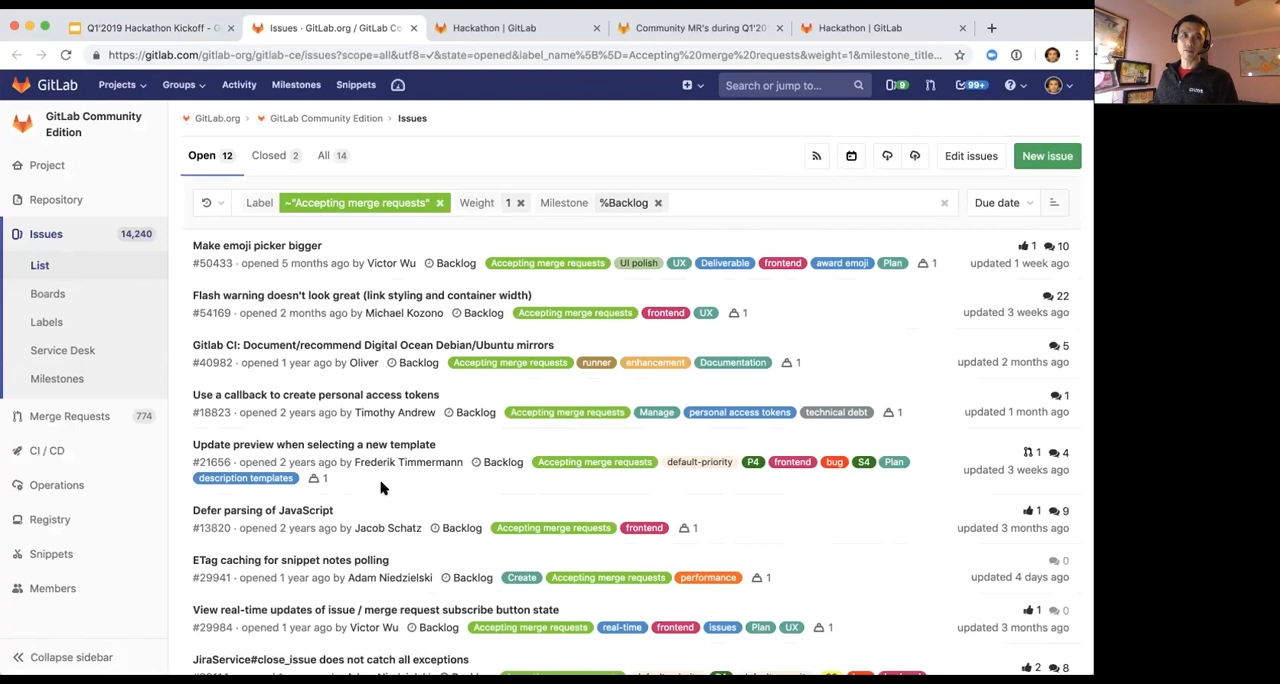 Q1'2019 Hackathon Kickoff - G
Issues · GitLab.org / GitLab Co
Hackathon | GitLab
Community MR's during Q1'20
Hackathon | GitLab
https://gitlab.com/gitlab-org/gitlab-ce/issues?scope=all&utf8=✓&state=opened&label_name%5B%5D=Accepting%20merge%20requests&weight=1&milestone_title...
GitLab Projects Groups Activity Milestones Snippets Search or jump to... 9 99+
GitLab Community
Edition
Project
Repository
Issues 14,240
List
Boards
Labels
Service Desk
Milestones
Merge Requests 774
CI / CD
Operations
Registry
Snippets
Members
Collapse sidebar
GitLab.org › GitLab Community Edition › Issues
Open 12 Closed 2 All 14 Edit issues New issue
Label ~"Accepting merge requests" Weight 1 Milestone %Backlog Due date
Make emoji picker bigger 1 10
#50433 · opened 5 months ago by Victor Wu Backlog Accepting merge requests UI polish UX Deliverable frontend award emoji Plan 1 updated 1 week ago
Flash warning doesn't look great (link styling and container width) 22
#54169 · opened 2 months ago by Michael Kozono Backlog Accepting merge requests frontend UX 1 updated 3 weeks ago
Gitlab CI: Document/recommend Digital Ocean Debian/Ubuntu mirrors 5
#40982 · opened 1 year ago by Oliver Backlog Accepting merge requests runner enhancement Documentation 1 updated 2 months ago
Use a callback to create personal access tokens 1
#18823 · opened 2 years ago by Timothy Andrew Backlog Accepting merge requests Manage personal access tokens technical debt 1 updated 1 month ago
Update preview when selecting a new template 1 4
#21656 · opened 2 years ago by Frederik Timmermann Backlog Accepting merge requests default-priority P4 frontend bug S4 Plan updated 3 weeks ago
description templates 1
Defer parsing of JavaScript 1 9
#13820 · opened 2 years ago by Jacob Schatz Backlog Accepting merge requests frontend 1 updated 3 months ago
ETag caching for snippet notes polling 0
#29941 · opened 1 year ago by Adam Niedzielski Backlog Create Accepting merge requests performance 1 updated 4 days ago
View real-time updates of issue / merge request subscribe button state 1 0
#29984 · opened 1 year ago by Victor Wu Backlog Accepting merge requests real-time frontend issues Plan UX 1 updated 3 months ago
JiraService#close_issue does not catch all exceptions 2 8